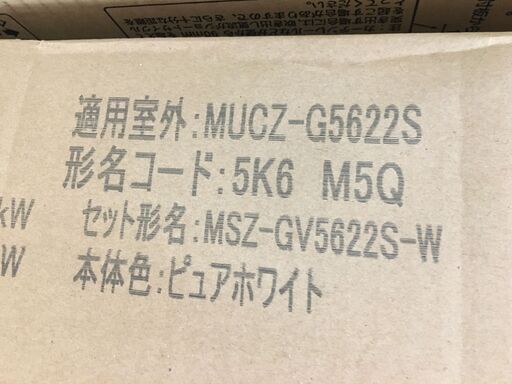 適用室外:MUCZ-G5622S
形名コード:5K6 M5Q
セット形名:MSZ-GV5622S-W
本体色:ピュアホワイト
kW
W